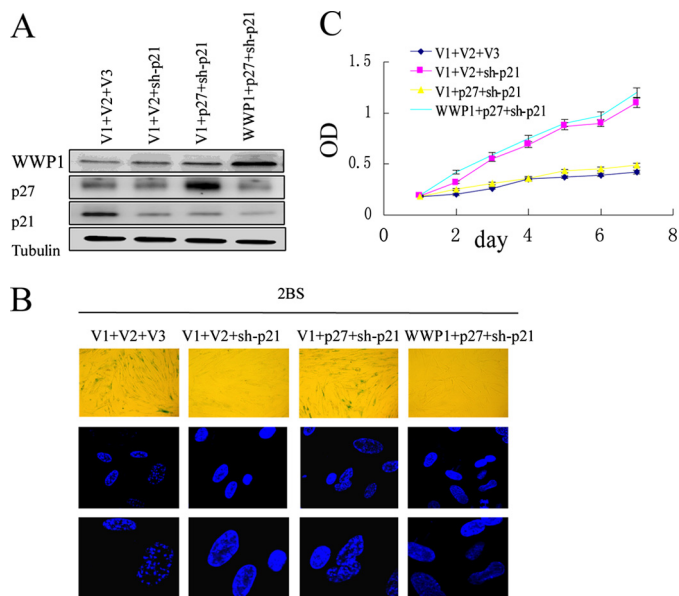 A
V1+V2+V3
V1+V2+sh-p21
V1+p27+sh-p21
WWP1+p27+sh-p21
WWP1
p27
p21
Tubulin
C
V1+V2+V3
V1+V2+sh-p21
V1+p27+sh-p21
WWP1+p27+sh-p21
OD
1.5
1
0.5
0
0
2
4
6
8
day
B
2BS
V1+V2+V3
V1+V2+sh-p21
V1+p27+sh-p21
WWP1+p27+sh-p21